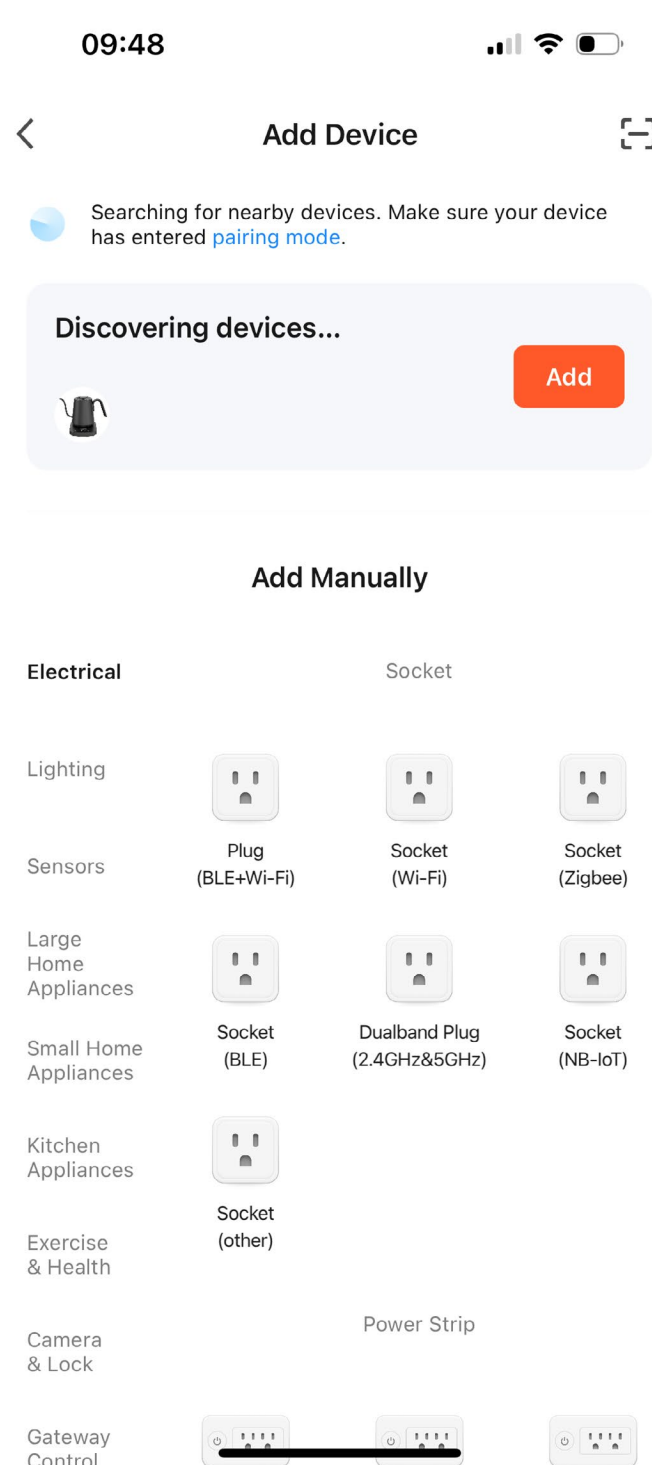 09:48
Add Device
Searching for nearby devices. Make sure your device
has entered pairing mode.
Discovering devices...
Add
Add Manually
Electrical
Socket
Lighting
Sensors
Large
Home
Appliances
Small Home
Appliances
Kitchen
Appliances
Exercise
& Health
Camera
& Lock
Gateway
Control
Plug
(BLE+Wi-Fi)
Socket
(Wi-Fi)
Socket
(Zigbee)
Socket
(BLE)
Dualband Plug
(2.4GHz&5GHz)
Socket
(NB-IoT)
Socket
(other)
Power Strip